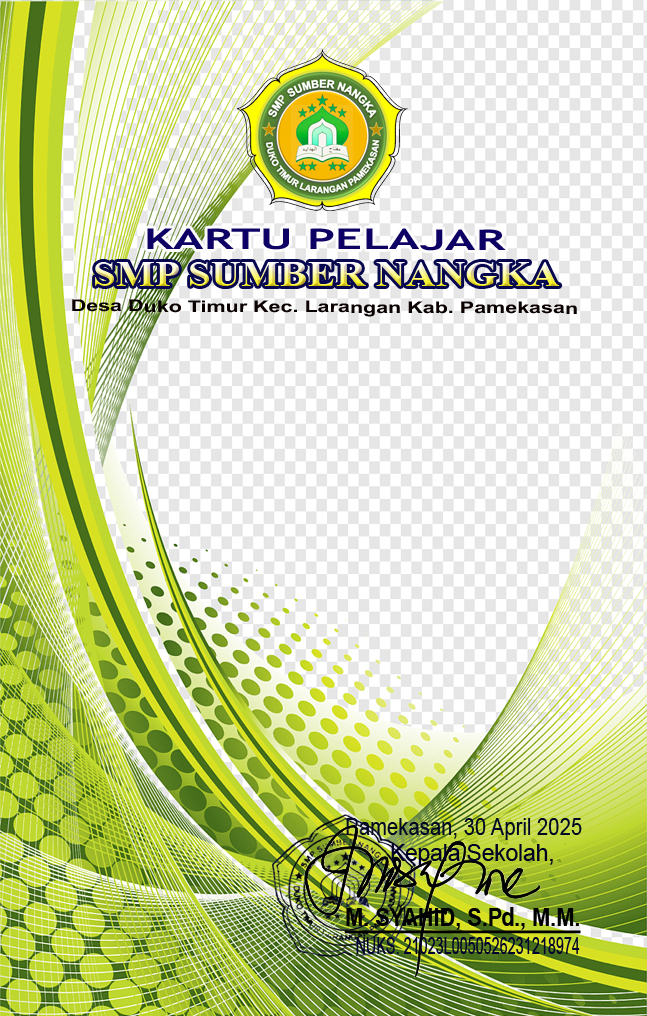 SMP SUMBER NANGKA
DUKO TIMUR LARANGAN PAMEKASAN
KARTU PELAJAR
SMP SUMBER NANGKA
Desa Duko Timur Kec. Larangan Kab. Pamekasan
Pamekasan, 30 April 2025
Kepala Sekolah,
M. SYAHID, S.Pd., M.M.
NUKS. 21023L0050526231218974